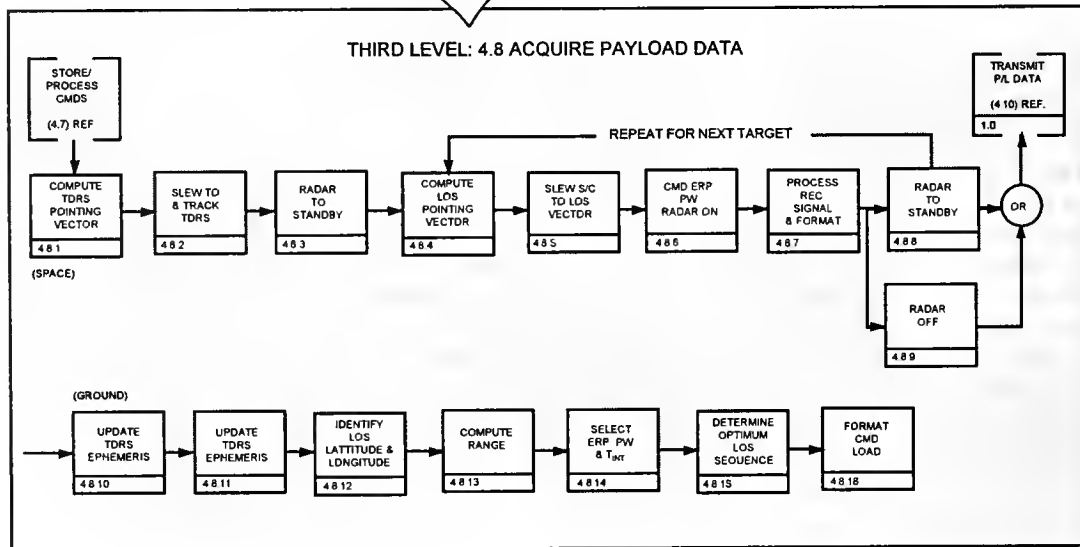 THIRD LEVEL: 4.8 ACQUIRE PAYLOAD DATA
STORE/
PROCESS
CMDS
(4.7) REF
TRANSMIT
P/L DATA
(4 10) REF.
1.0
REPEAT FOR NEXT TARGET
COMPUTE
TDRS
POINTING
VECTOR
4 8 1
SLEW TO
& TRACK
TDRS
4 8 2
RADAR
TO
STANDBY
4 8 3
COMPUTE
LOS
POINTING
VECTOR
4 8 4
SLEW S/C
TO LOS
VECTOR
4 8 5
CMD ERP
PW
RADAR ON
4 8 6
PROCESS
REC
SIGNAL
& FORMAT
4 8 7
RADAR
TO
STANDBY
4 8 8
OR
(SPACE)
RADAR
OFF
4 8 9
(GROUND)
UPDATE
TDRS
EPHEMERIS
4 8 10
UPDATE
TDRS
EPHEMERIS
4 8 11
IDENTIFY
LOS
LATTITUDE &
LONGITUDE
4 8 12
COMPUTE
RANGE
4 8 13
SELECT
ERP PW
& TINT
4 8 14
DETERMINE
OPTIMUM
LOS
SEQUENCE
4 8 15
FORMAT
CMD
LOAD
4 8 16